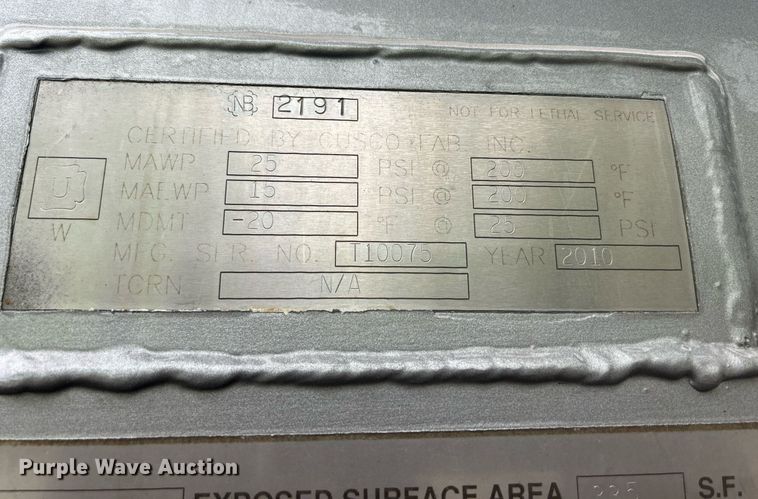 NB 2191 NOT FOR LETHAL SERVICE
CERTIFIED BY CUSCO FAB. INC.
U MAWP 25 PSI @ 200 °F
MAEWP 15 PSI @ 200 °F
W MDMT -20 °F @ 25 PSI
MFG. SER. NO. T10075 YEAR 2010
TCRN N/A
Purple Wave Auction
EXPOSED SURFACE AREA S.F.